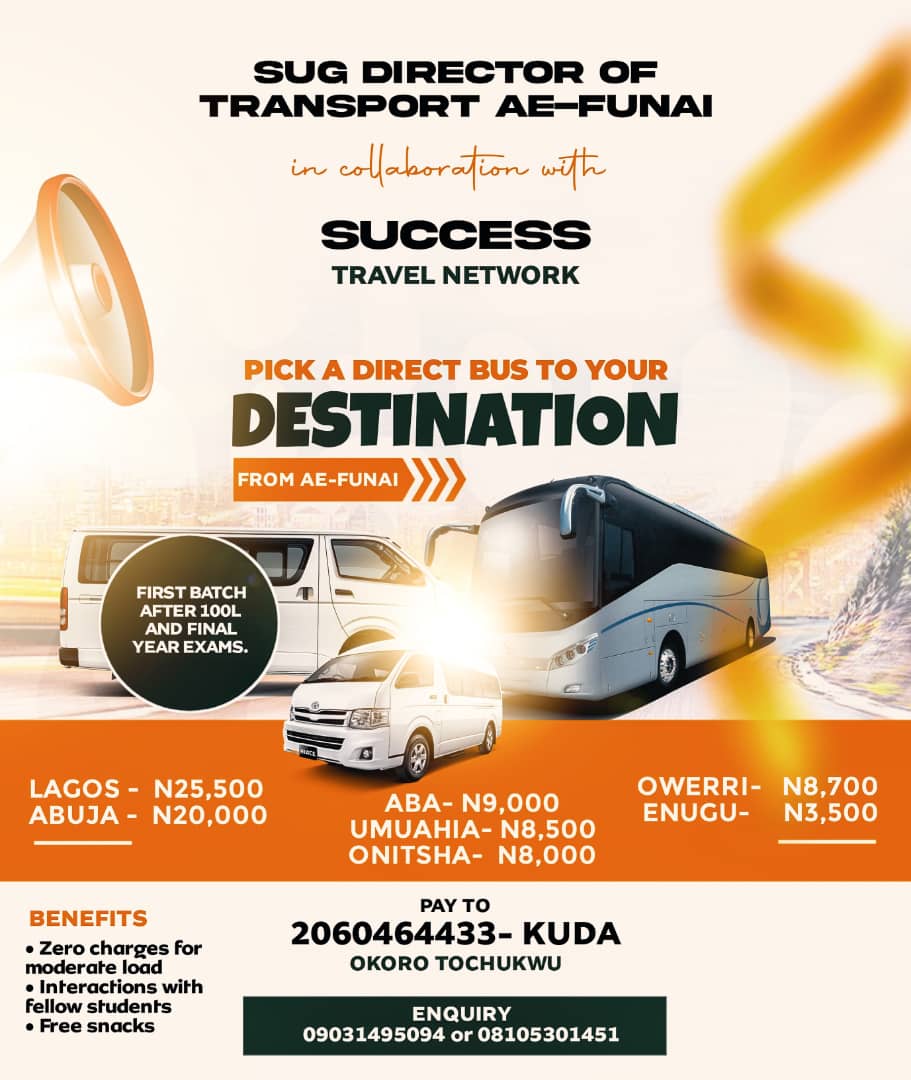 SUG DIRECTOR OF
TRANSPORT AE-FUNAI
in collaboration with
SUCCESS
TRAVEL NETWORK
PICK A DIRECT BUS TO YOUR
DESTINATION
FROM AE-FUNAI
FIRST BATCH
AFTER 100L
AND FINAL
YEAR EXAMS.
LAGOS - N25,500
ABUJA - N20,000
ABA- N9,000
UMUAHIA- N8,500
ONITSHA- N8,000
OWERRI- N8,700
ENUGU- N3,500
BENEFITS
• Zero charges for
moderate load
• Interactions with
fellow students
• Free snacks
PAY TO
2060464433- KUDA
OKORO TOCHUKWU
ENQUIRY
09031495094 or 08105301451